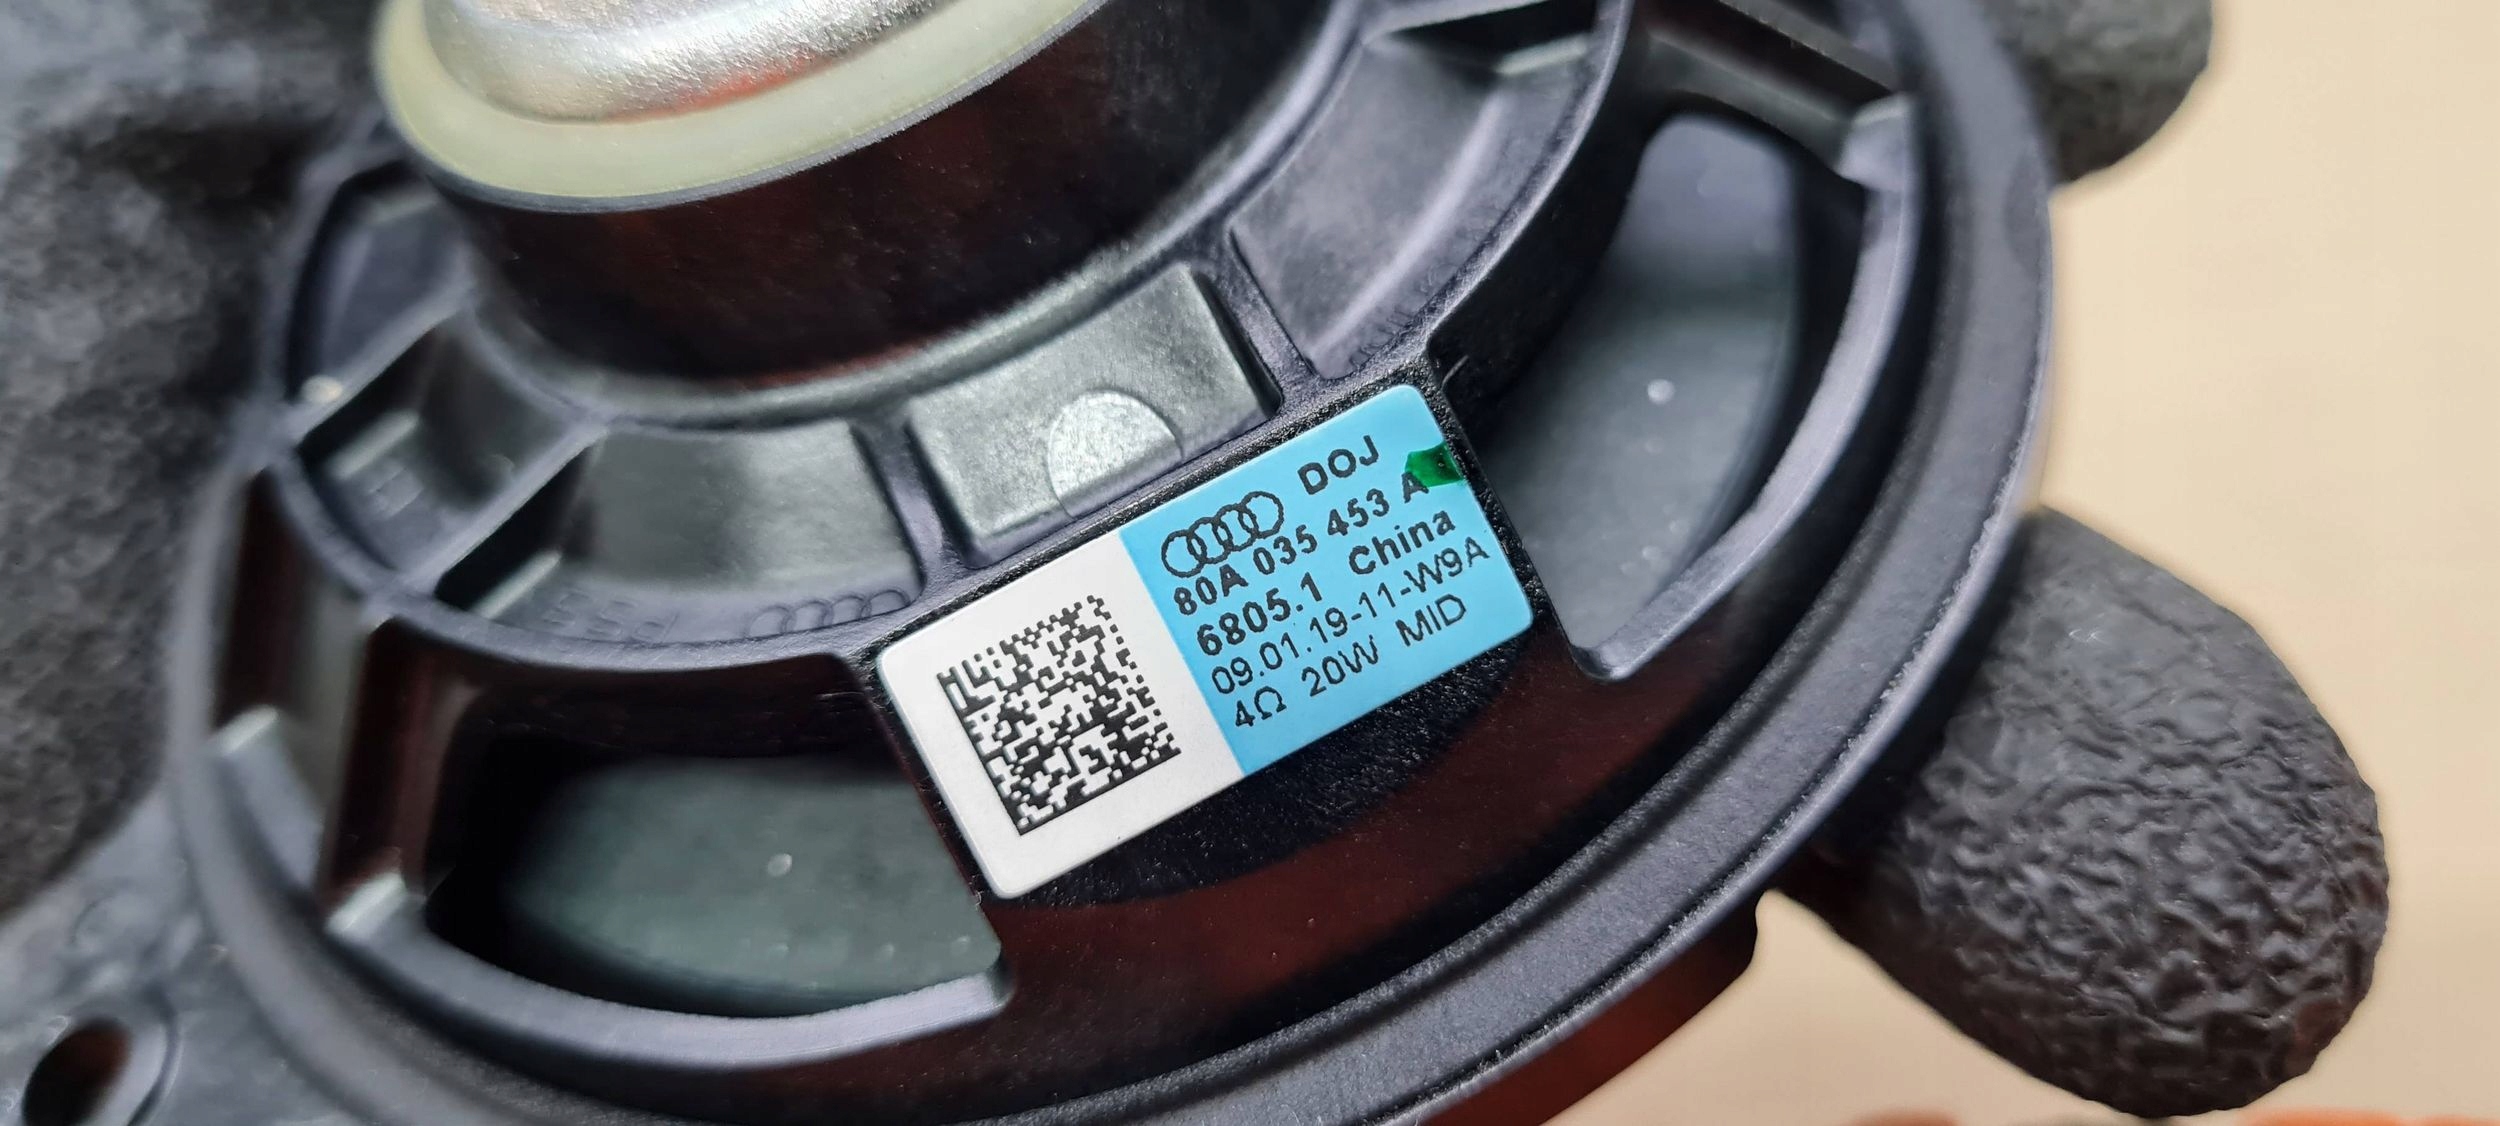 DOJ
80A 035 453 A
6805.1 China
09.01.19-11-W9A
4Ω 20W MID